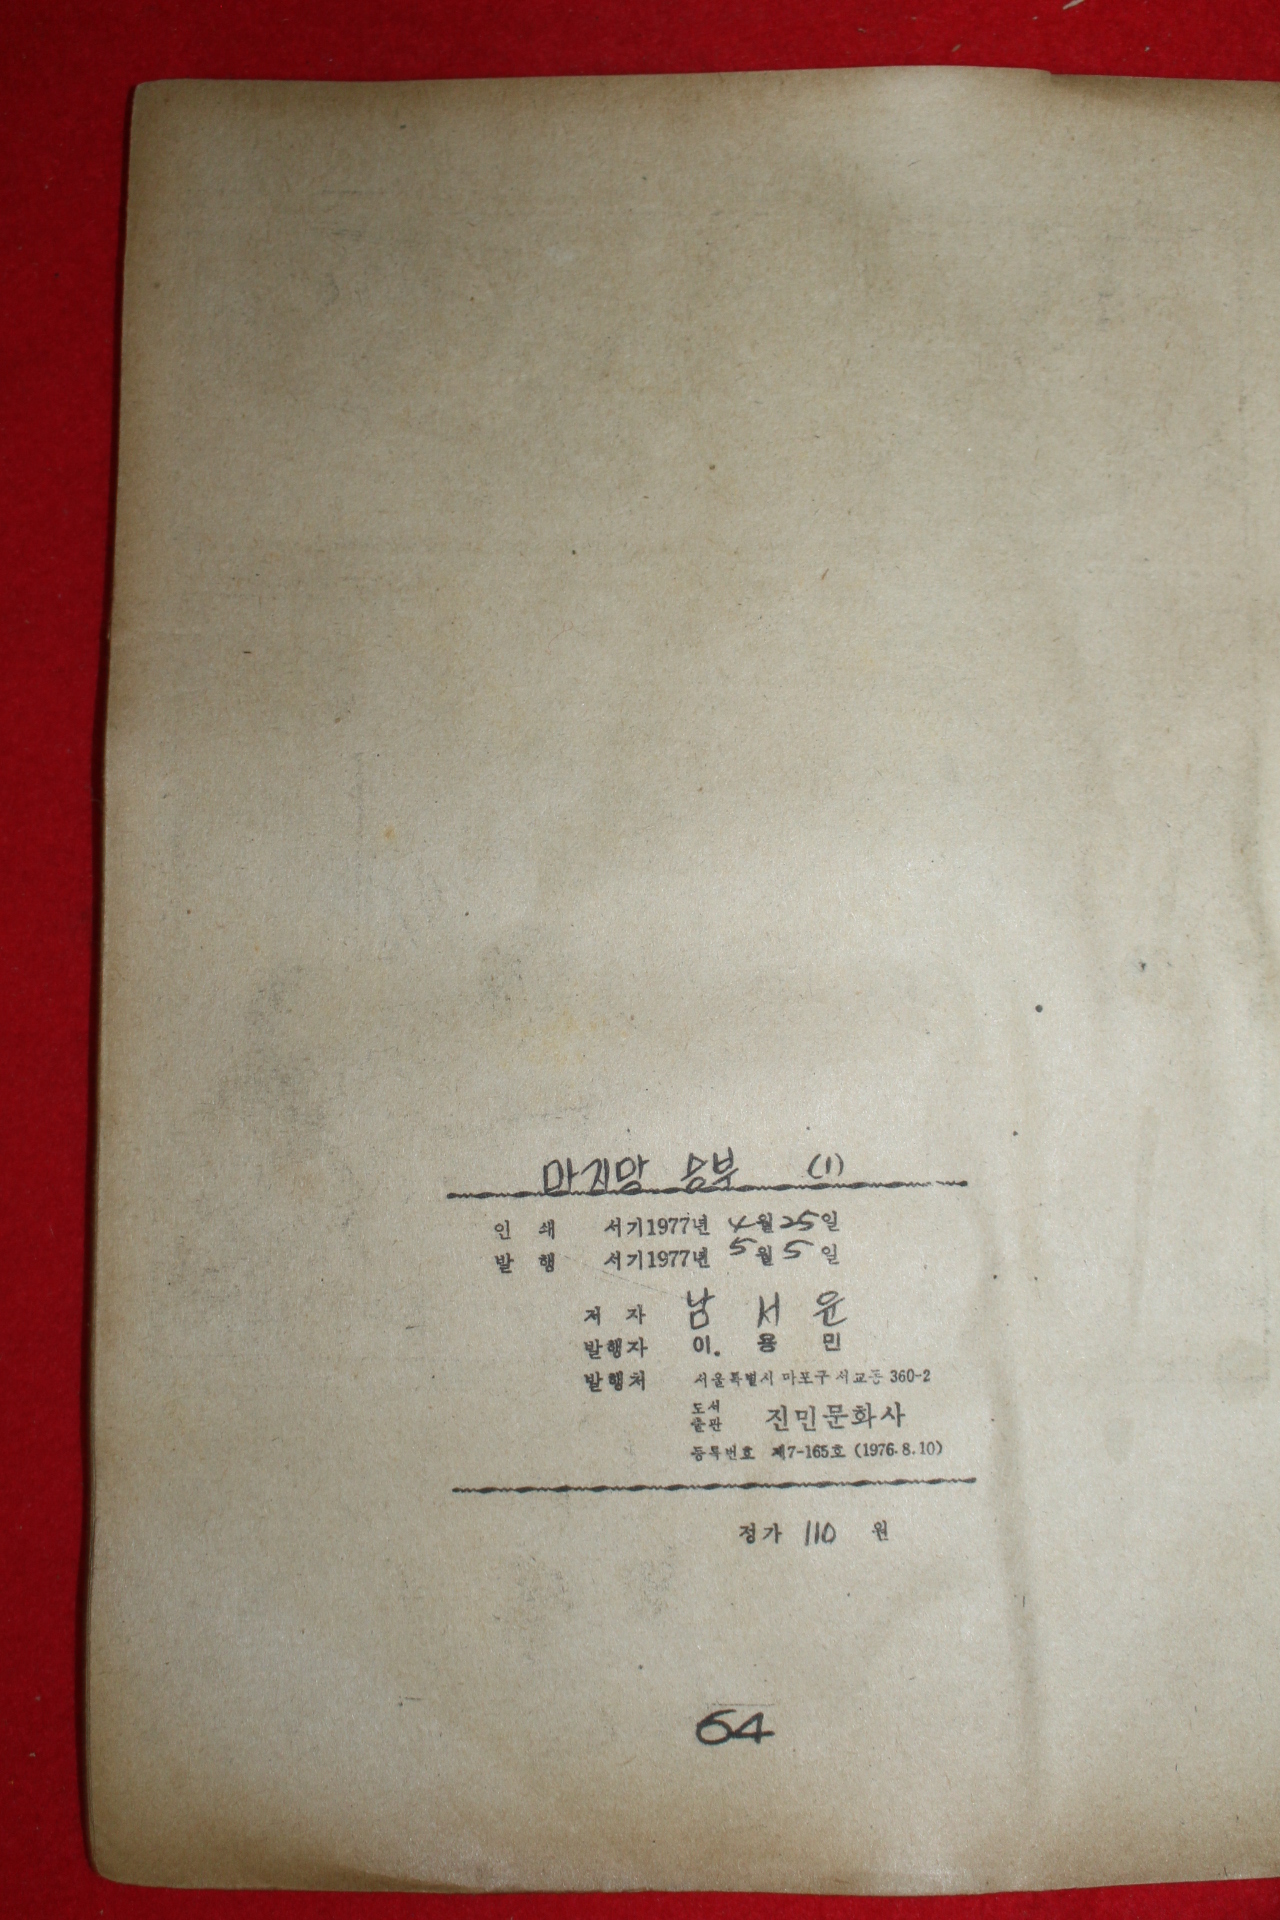 마지막 승부 (1)
인 쇄 서기1977년 4월 25일
발 행 서기1977년 5월 5일
저 자 남 서 윤
발행자 이. 용 민
발행처 서울특별시 마포구 서교동 360-2
도서출판 진민문화사
등록번호 제7-165호 (1976.8.10)
정가 110 원
64